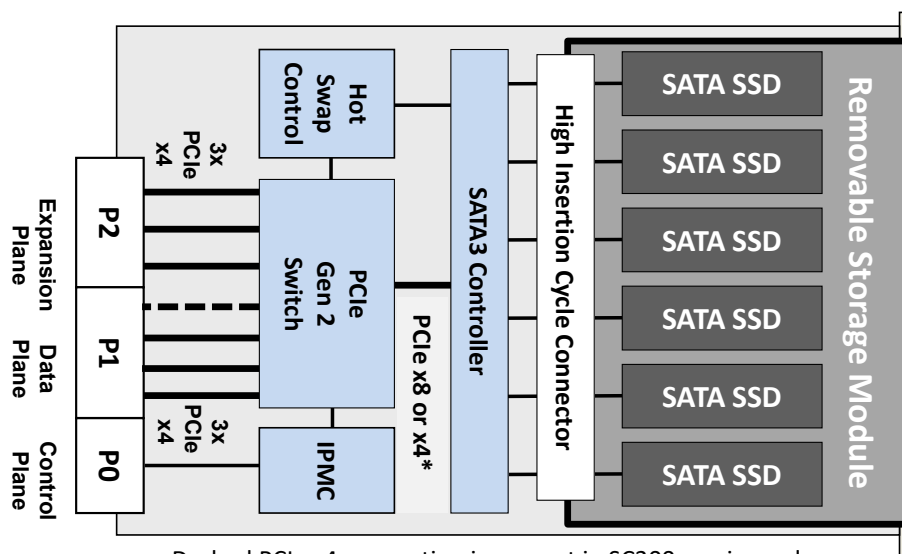 Hot
Swap
Control
3x
PCIe
x4
P2
P1
P0
Expansion
Plane
Data
Plane
Control
Plane
PCIe
Gen 2
Switch
3x
PCIe
x4
IPMC
PCIe x8 or x4*
SATA3 Controller
High Insertion Cycle Connector
SATA SSD
SATA SSD
SATA SSD
SATA SSD
SATA SSD
SATA SSD
Removable Storage Module